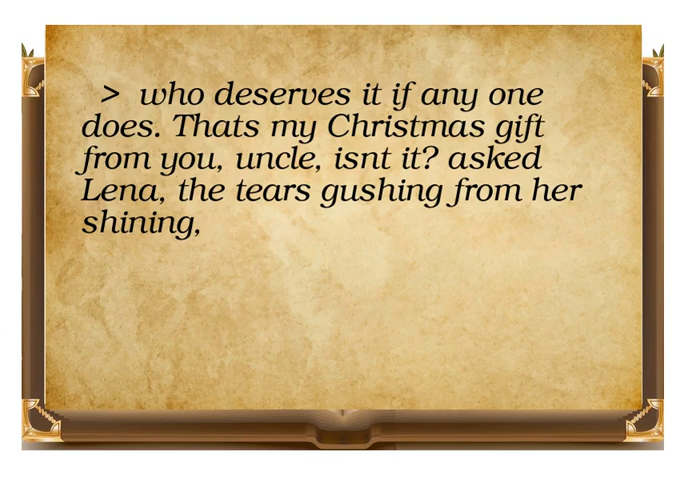 > who deserves it if any one
does. Thats my Christmas gift
from you, uncle, isnt it? asked
Lena, the tears gushing from her
shining,